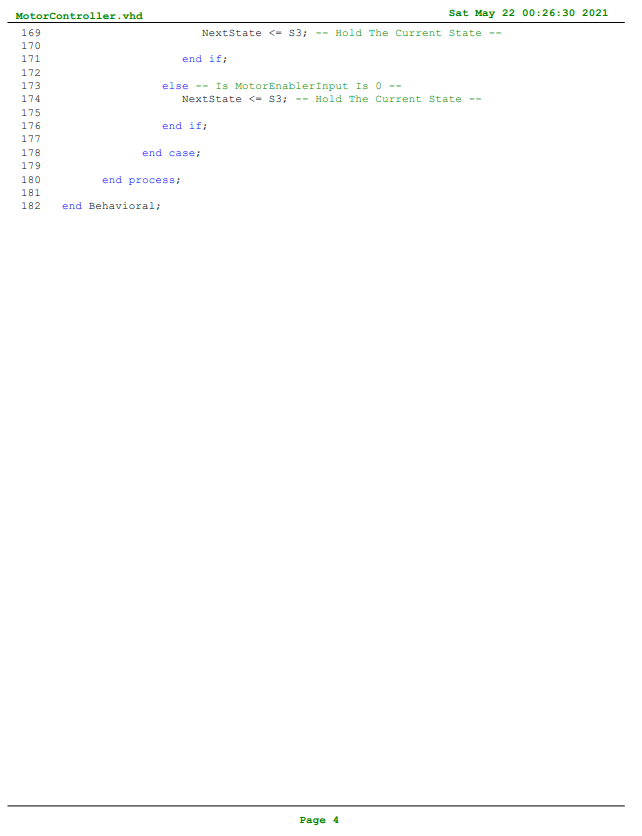 MotorController.vhd Sat May 22 00:26:30 2021
169 NextState <= S3; -- Hold The Current State --
170
171 end if;
172
173 else -- Is MotorEnablerInput Is 0 --
174 NextState <= S3; -- Hold The Current State --
175
176 end if;
177
178 end case;
179
180 end process;
181
182 end Behavioral;
Page 4